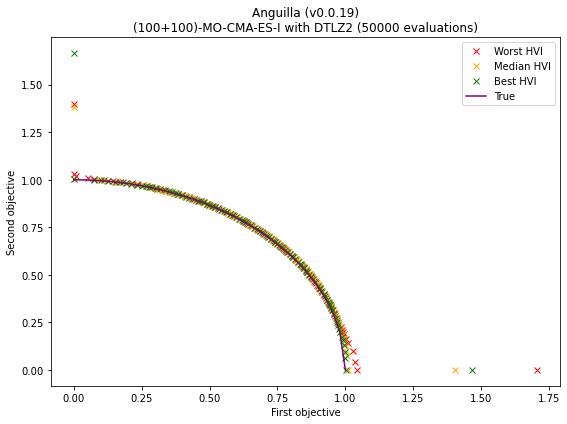 Anguilla (v0.0.19)
(100+100)-MO-CMA-ES-I with DTLZ2 (50000 evaluations)
Worst HVI
Median HVI
Best HVI
True
Second objective
1.50
1.25
1.00
0.75
0.50
0.25
0.00
0.00 0.25 0.50 0.75 1.00 1.25 1.50 1.75
First objective